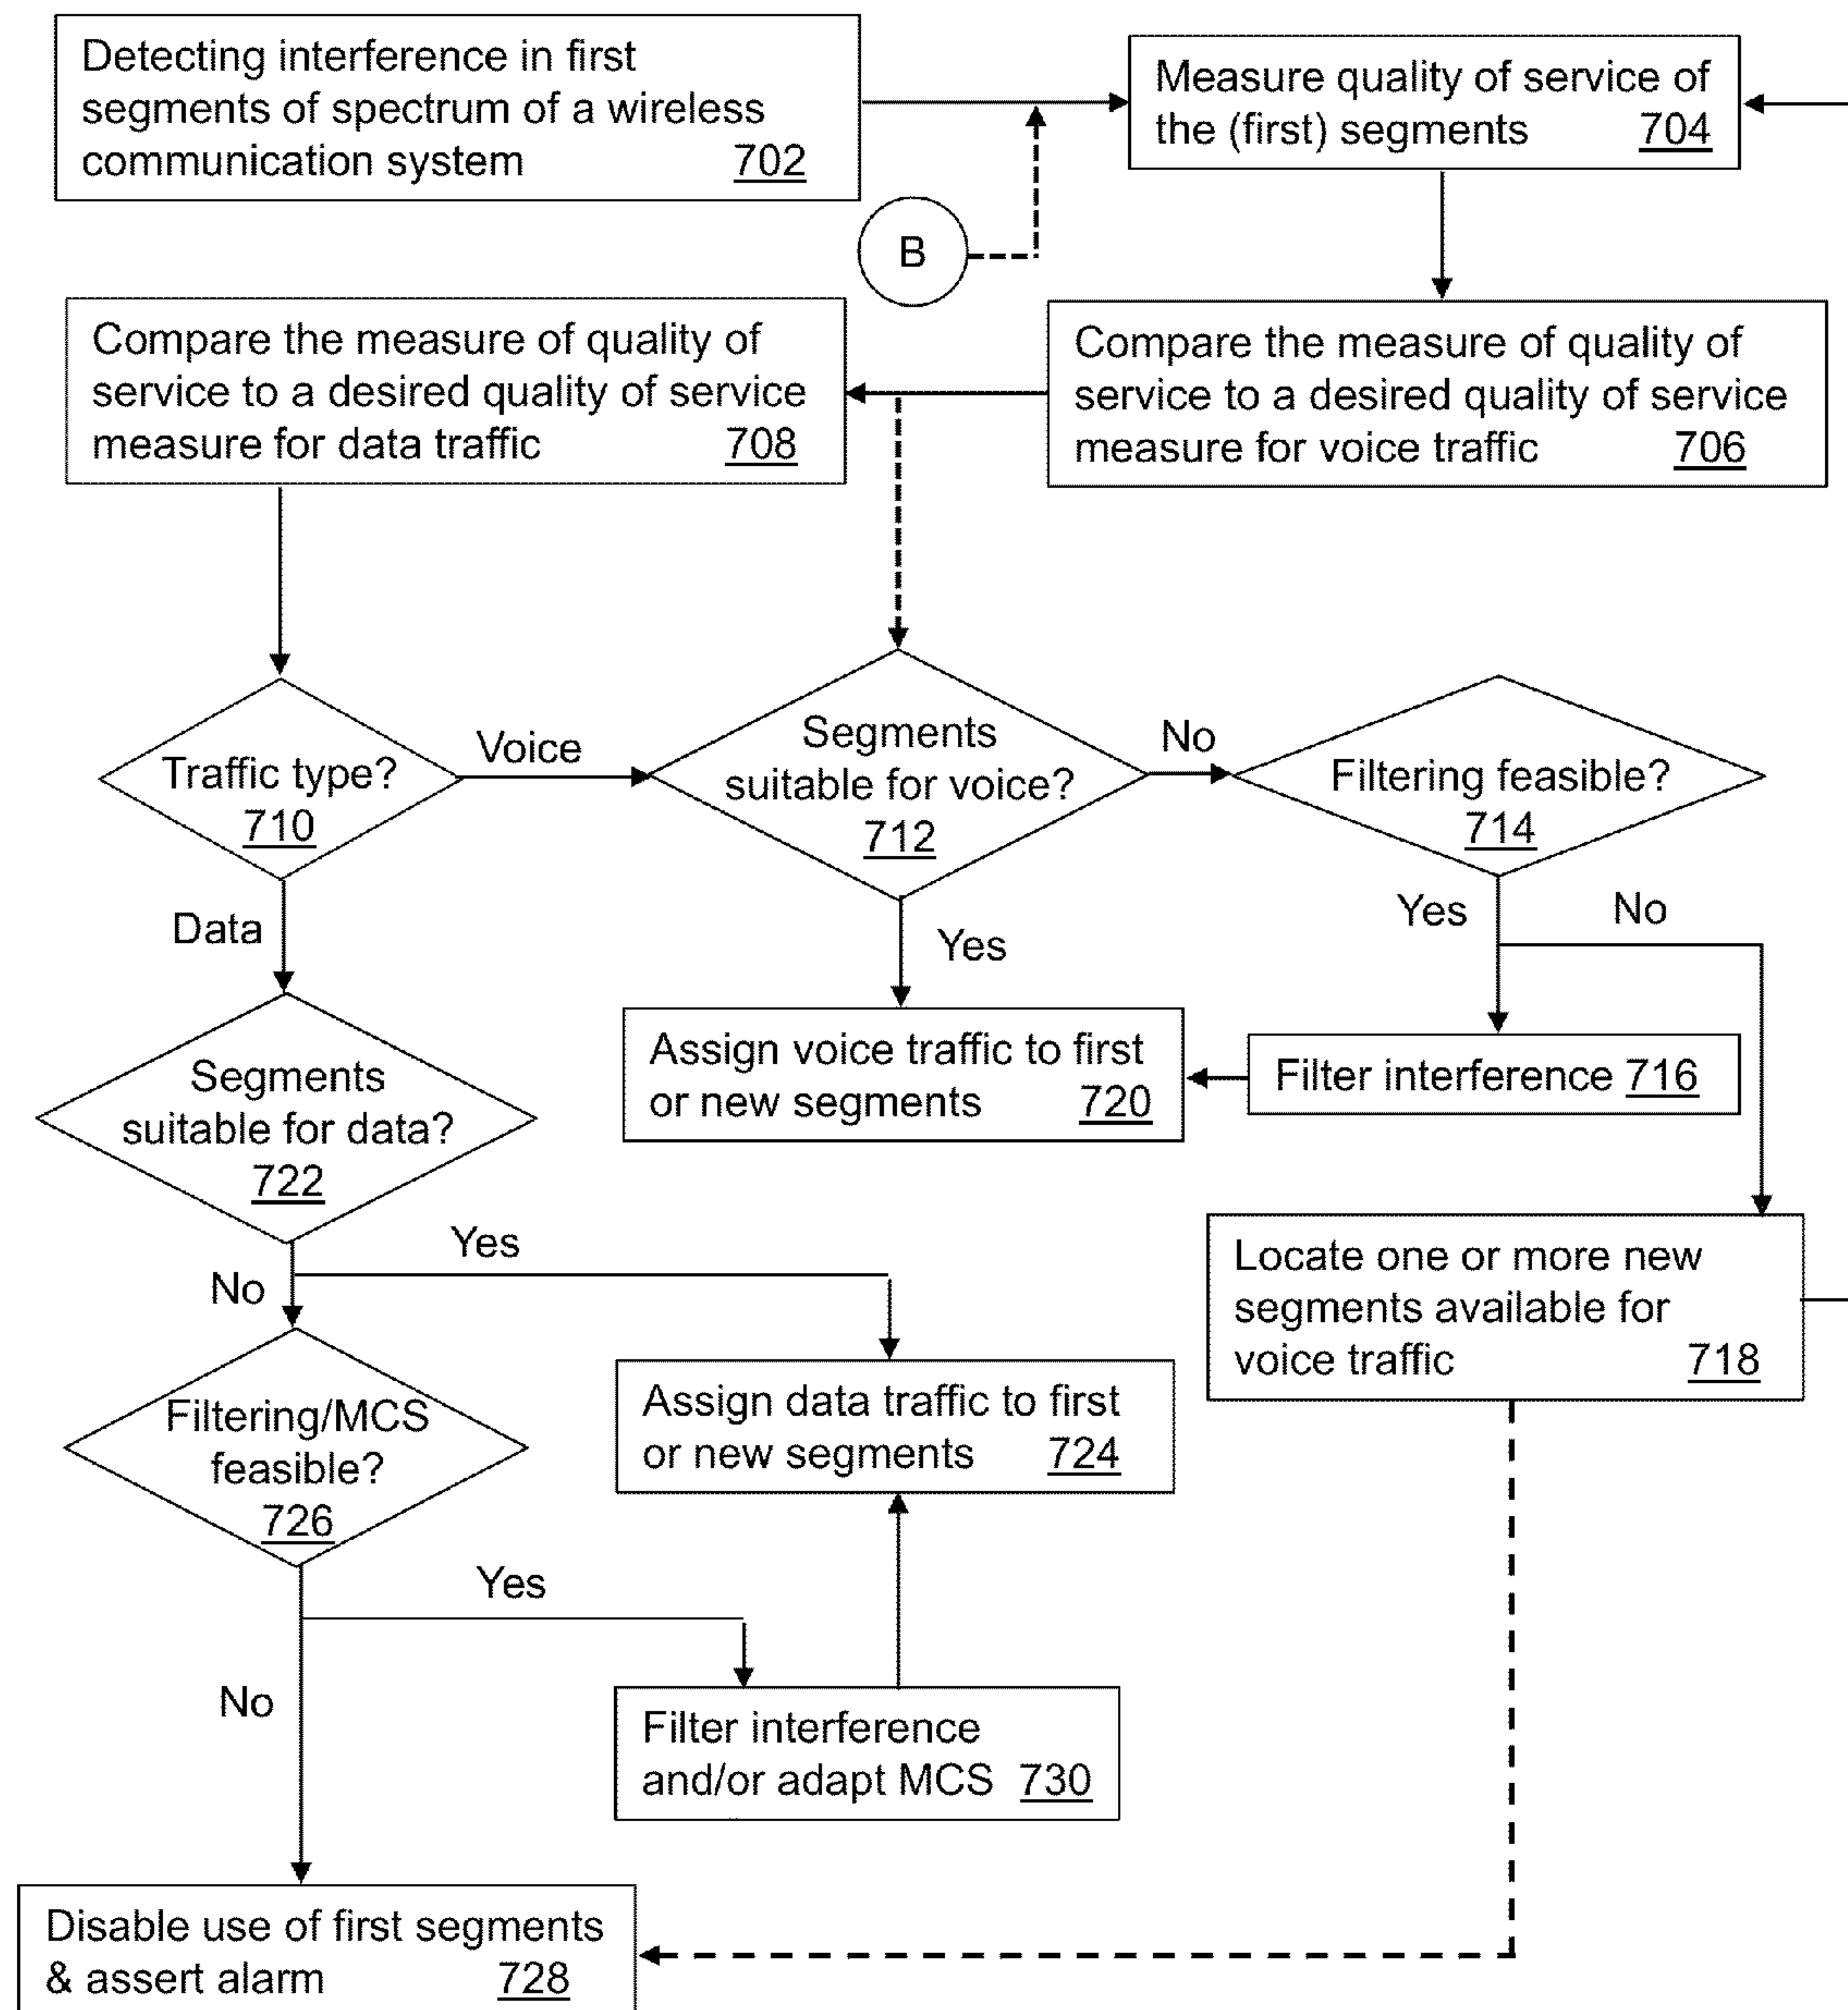 Detecting interference in first
segments of spectrum of a wireless
communication system 702
Measure quality of service of
the (first) segments 704
B
Compare the measure of quality of
service to a desired quality of service
measure for data traffic 708
Compare the measure of quality of
service to a desired quality of service
measure for voice traffic 706
Traffic type?
710
Voice
Segments
suitable for voice?
712
No
Filtering feasible?
714
Data
Yes
Yes
No
Assign voice traffic to first
or new segments 720
Filter interference 716
Segments
suitable for data?
722
Yes
No
Locate one or more new
segments available for
voice traffic 718
Filtering/MCS
feasible?
726
Assign data traffic to first
or new segments 724
Yes
No
Filter interference
and/or adapt MCS 730
Disable use of first segments
& assert alarm 728